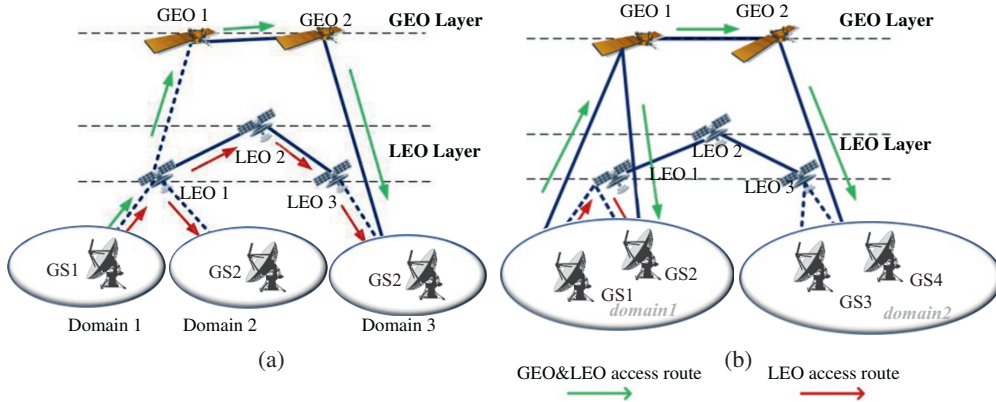 GEO 1
GEO 2
GEO Layer
LEO Layer
LEO 2
LEO 1
LEO 3
GS1
GS2
GS2
Domain 1
Domain 2
Domain 3
(a)
GEO 1
GEO 2
GEO Layer
LEO Layer
LEO 2
LEO 1
LEO 3
GS2
GS1
domain1
GS4
GS3
domain2
(b)
GEO&LEO access route
LEO access route